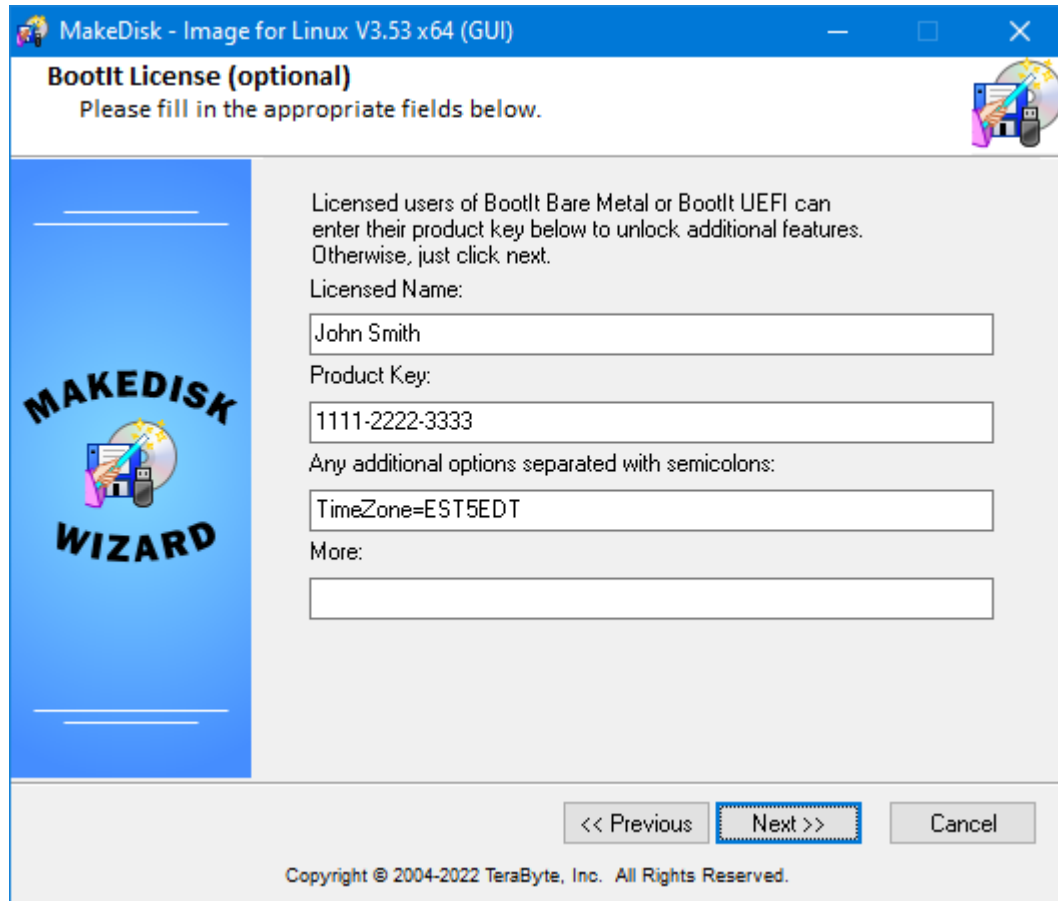 MakeDisk - Image for Linux V3.53 x64 (GUI)
BootIt License (optional)
Please fill in the appropriate fields below.
MAKEDISK
WIZARD
Licensed users of BootIt Bare Metal or BootIt UEFI can
enter their product key below to unlock additional features.
Otherwise, just click next.
Licensed Name:
John Smith
Product Key:
1111-2222-3333
Any additional options separated with semicolons:
TimeZone=EST5EDT
More:
<< Previous
Next >>
Cancel
Copyright © 2004-2022 TeraByte, Inc. All Rights Reserved.